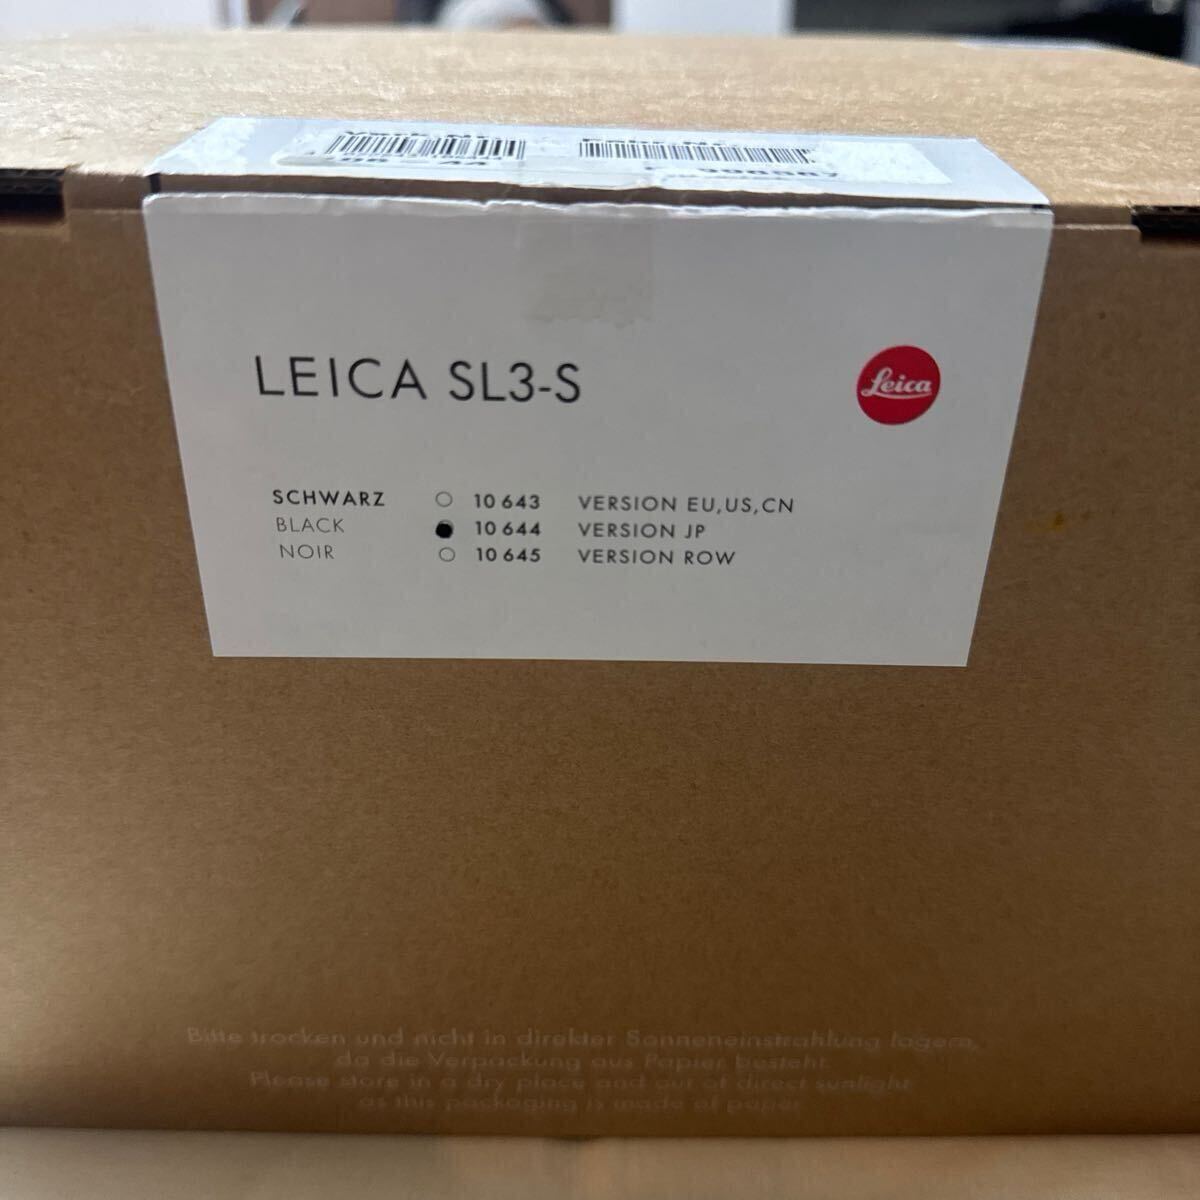 LEICA SL3-S
Leica
SCHWARZ 10 643 VERSION EU,US,CN
BLACK 10 644 VERSION JP
NOIR 10 645 VERSION ROW
Bitte trocken und nicht in direkter Sonneneinstrahlung lagern,
da die Verpackung aus Papier besteht.
Please store in a dry place and out of direct sunlight
as this packaging is made of paper